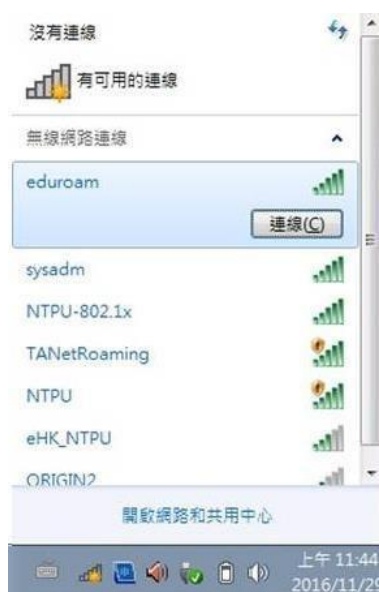 沒有連線
有可用的連線
無線網路連線
eduroam
連線(C)
sysadm
NTPU-802.1x
TANetRoaming
NTPU
eHK_NTPU
ORIGIN2
開啟網路和共用中心
上午 11:44
2016/11/29